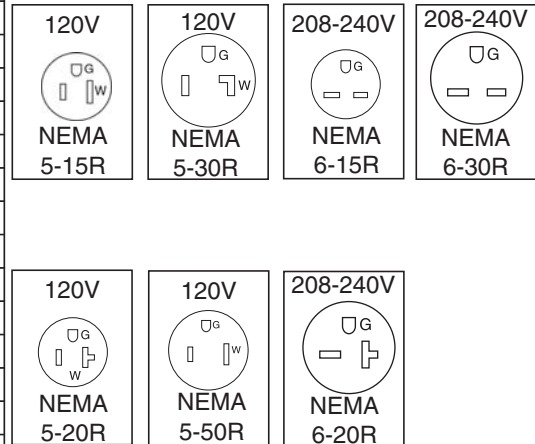 120V
G
W
NEMA
5-15R
120V
G
W
NEMA
5-30R
208-240V
G
NEMA
6-15R
208-240V
G
NEMA
6-30R
120V
G
W
NEMA
5-20R
120V
G
W
NEMA
5-50R
208-240V
G
NEMA
6-20R